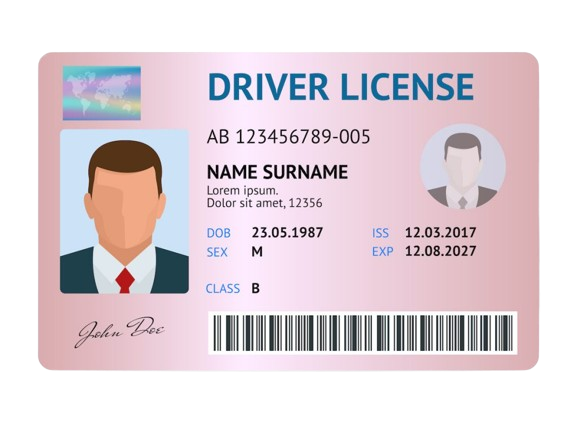 DRIVER LICENSE
AB 123456789-005
NAME SURNAME
Lorem ipsum.
Dolor sit amet, 12356
DOB 23.05.1987 ISS 12.03.2017
SEX M EXP 12.08.2027
CLASS B
John Doe